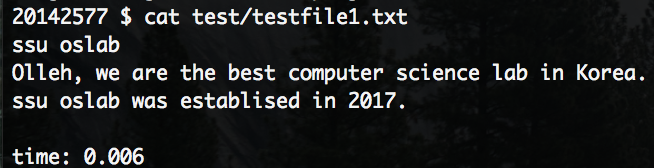 20142577 $ cat test/testfile1.txt
ssu oslab
Olleh, we are the best computer science lab in Korea.
ssu oslab was establised in 2017.
time: 0.006